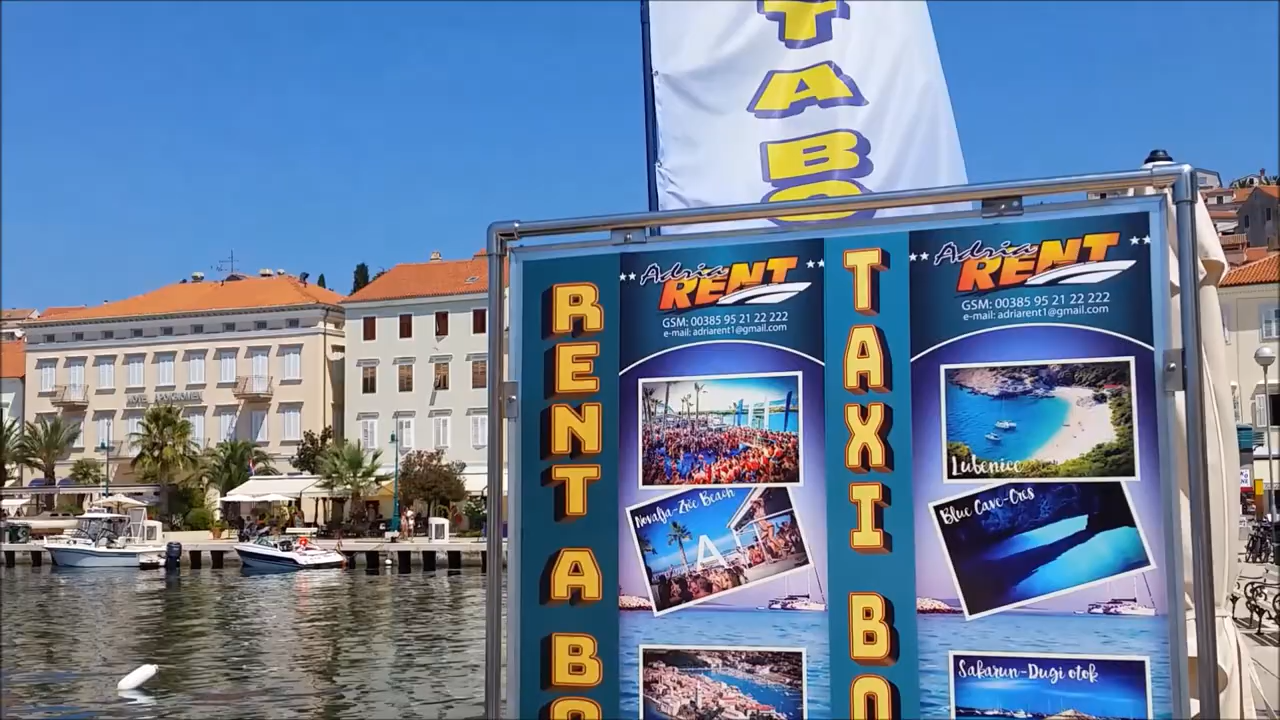 TABO
RENT A BO
Adria
RENT
GSM: 00385 95 21 22 222
e-mail: adriarent1@gmail.com
Novalja-Zrće Beach
TAXI BO
Adria
RENT
GSM: 00385 95 21 22 222
e-mail: adriarent1@gmail.com
Lubenice
Blue Cave-Cres
Sakarun-Dugi otok